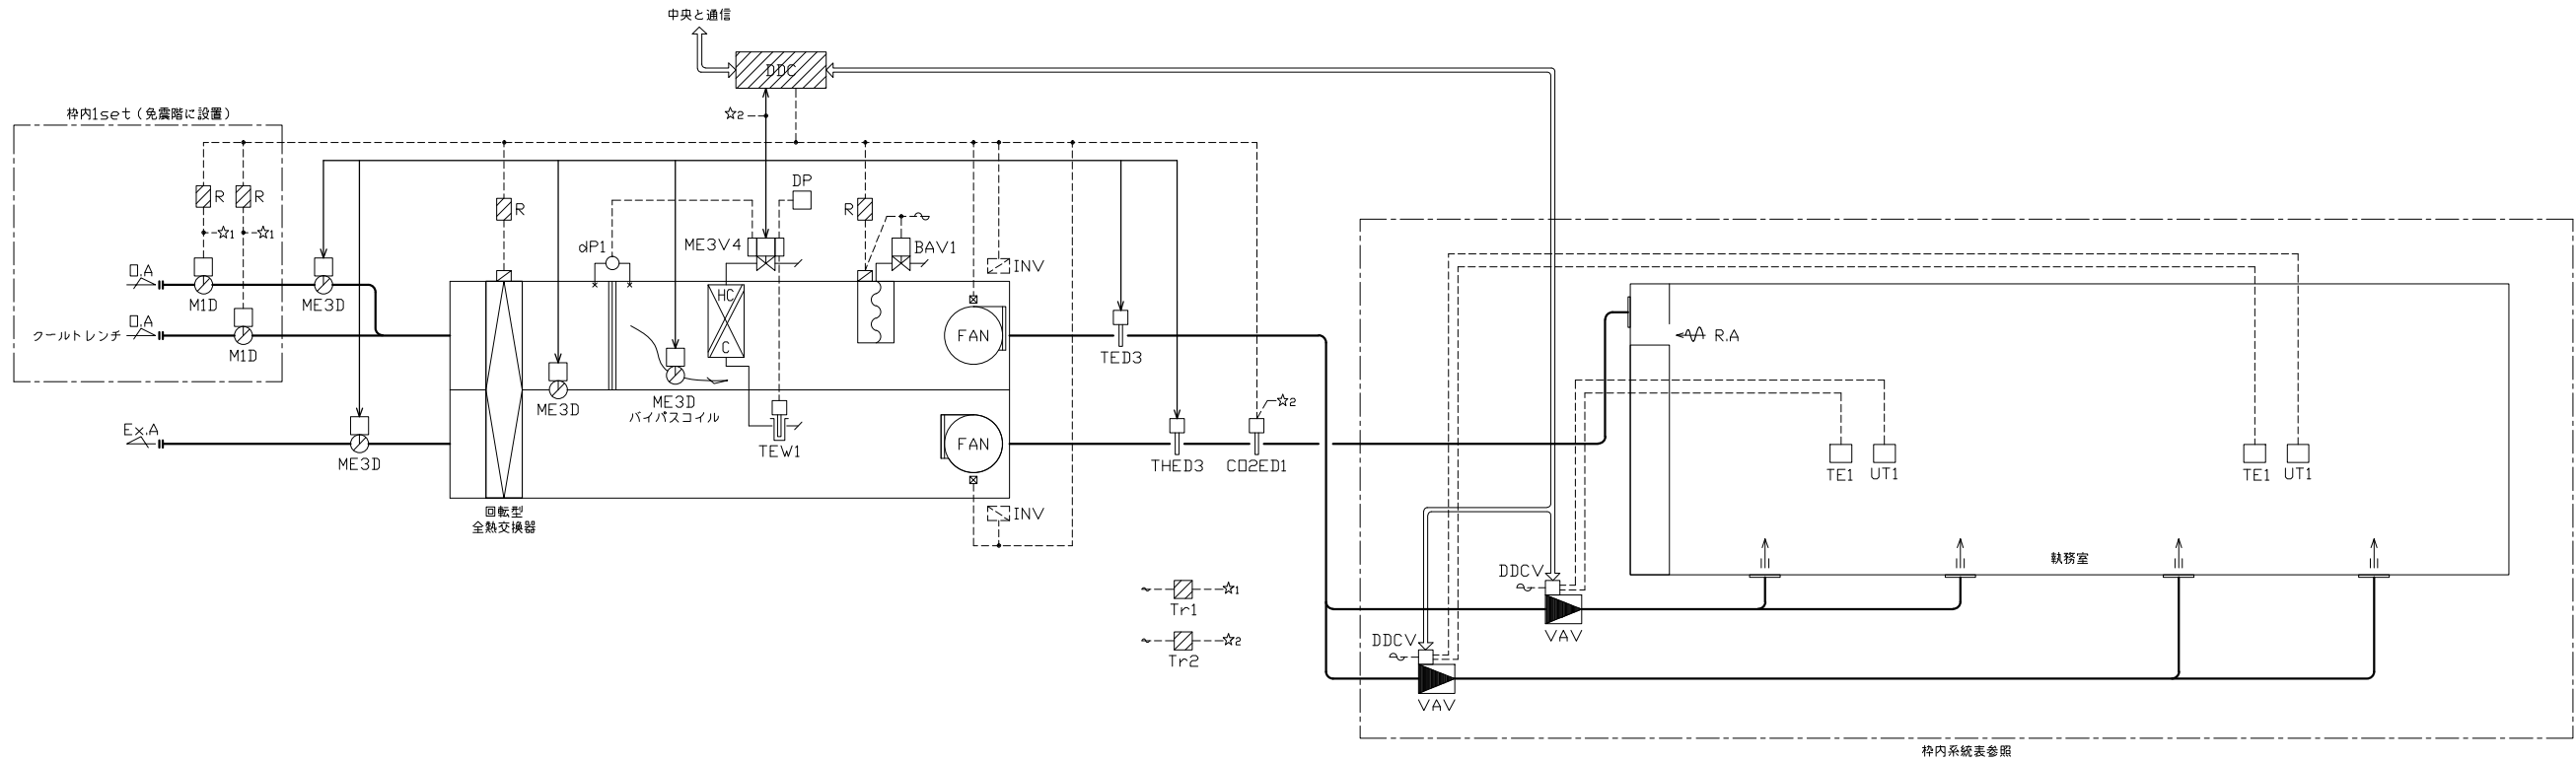 中央と通信
DDC
☆2
枠内1set（免震階に設置）
R
R
☆1
☆1
O.A
M1D
ME3D
クールトレンチ
O.A
M1D
Ex.A
ME3D
R
dP1
ME3V4
DP
R
BAV1
INV
HC
C
FAN
ME3D
ME3D
バイパスコイル
TEW1
FAN
INV
回転型
全熱交換器
TED3
THED3
CO2ED1
☆2
Tr1
☆1
Tr2
☆2
R.A
TE1
UT1
TE1
UT1
執務室
DDCV
VAV
DDCV
VAV
枠内系統表参照